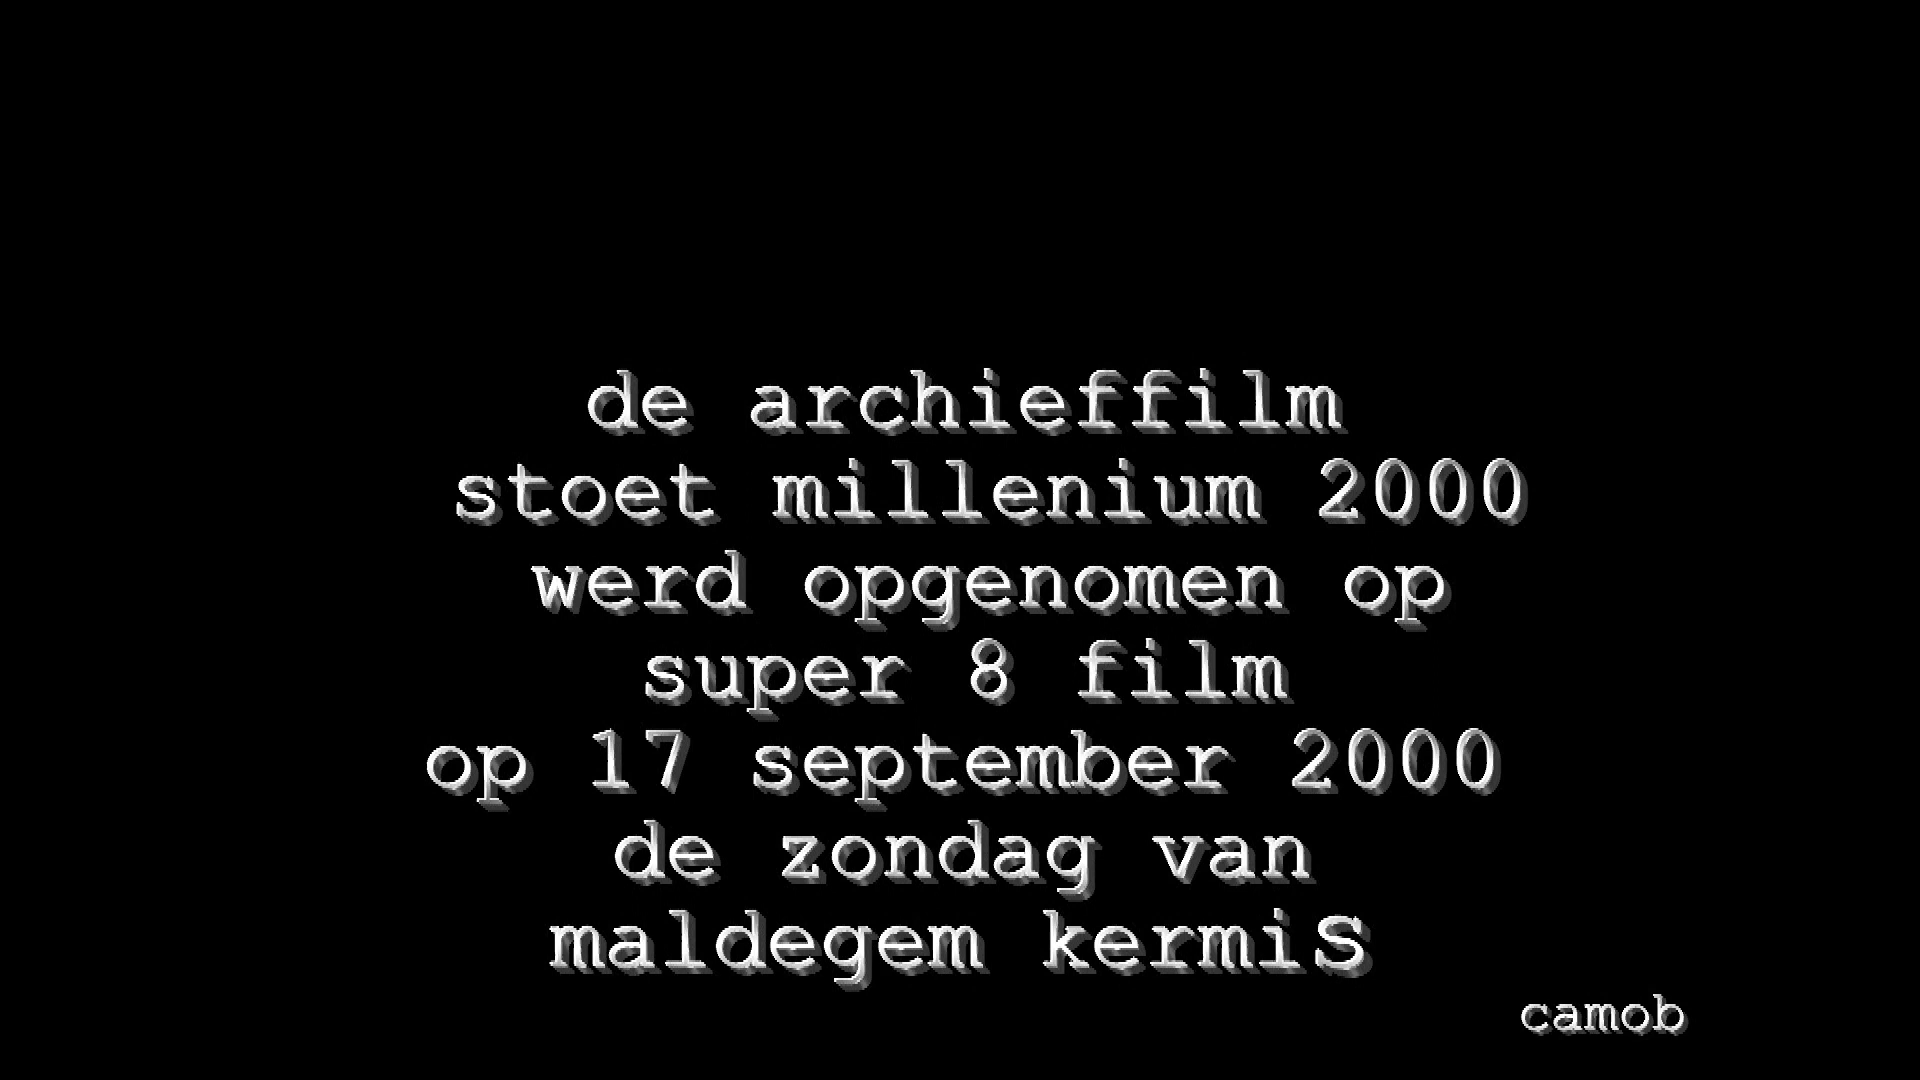 de archieffilm
stoet millenium 2000
werd opgenomen op
super 8 film
op 17 september 2000
de zondag van
maldegem kermiS
camob